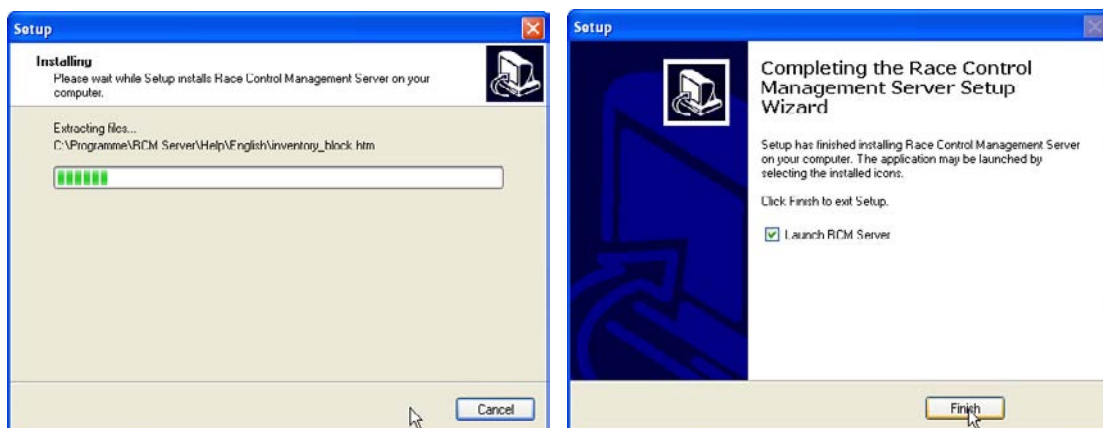 Setup
Installing
Please wait while Setup installs Race Control Management Server on your
computer.
Extracting files...
C:\Programme\RCM Server\Help\English\inventory_block.htm
Cancel
Setup
Completing the Race Control
Management Server Setup
Wizard
Setup has finished installing Race Control Management Server
on your computer. The application may be launched by
selecting the installed icons.
Click Finish to exit Setup.
Launch RCM Server
Finish